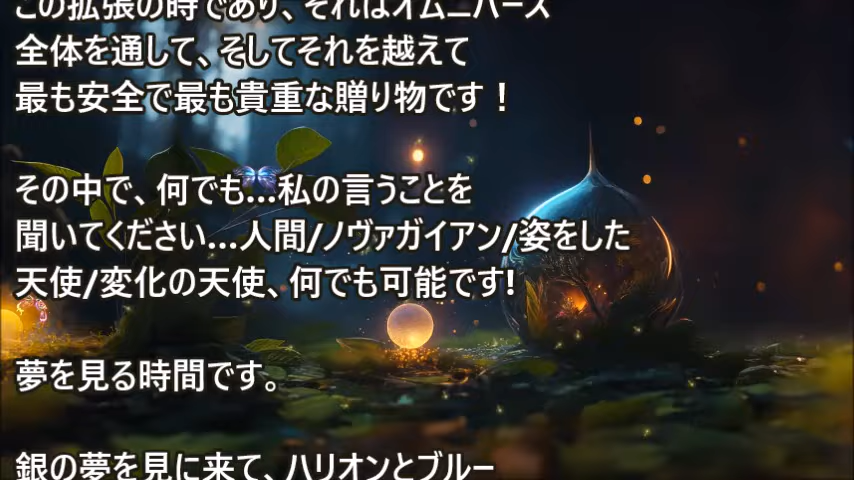 この拡張の時であり、それはオムニバース
全体を通して、そしてそれを越えて
最も安全で最も貴重な贈り物です！
その中で、何でも...私の言うことを
聞いてください...人間/ノヴァガイアン/姿をした
天使/変化の天使、何でも可能です!
夢を見る時間です。
銀の夢を見に来て、ハリオンとブルー